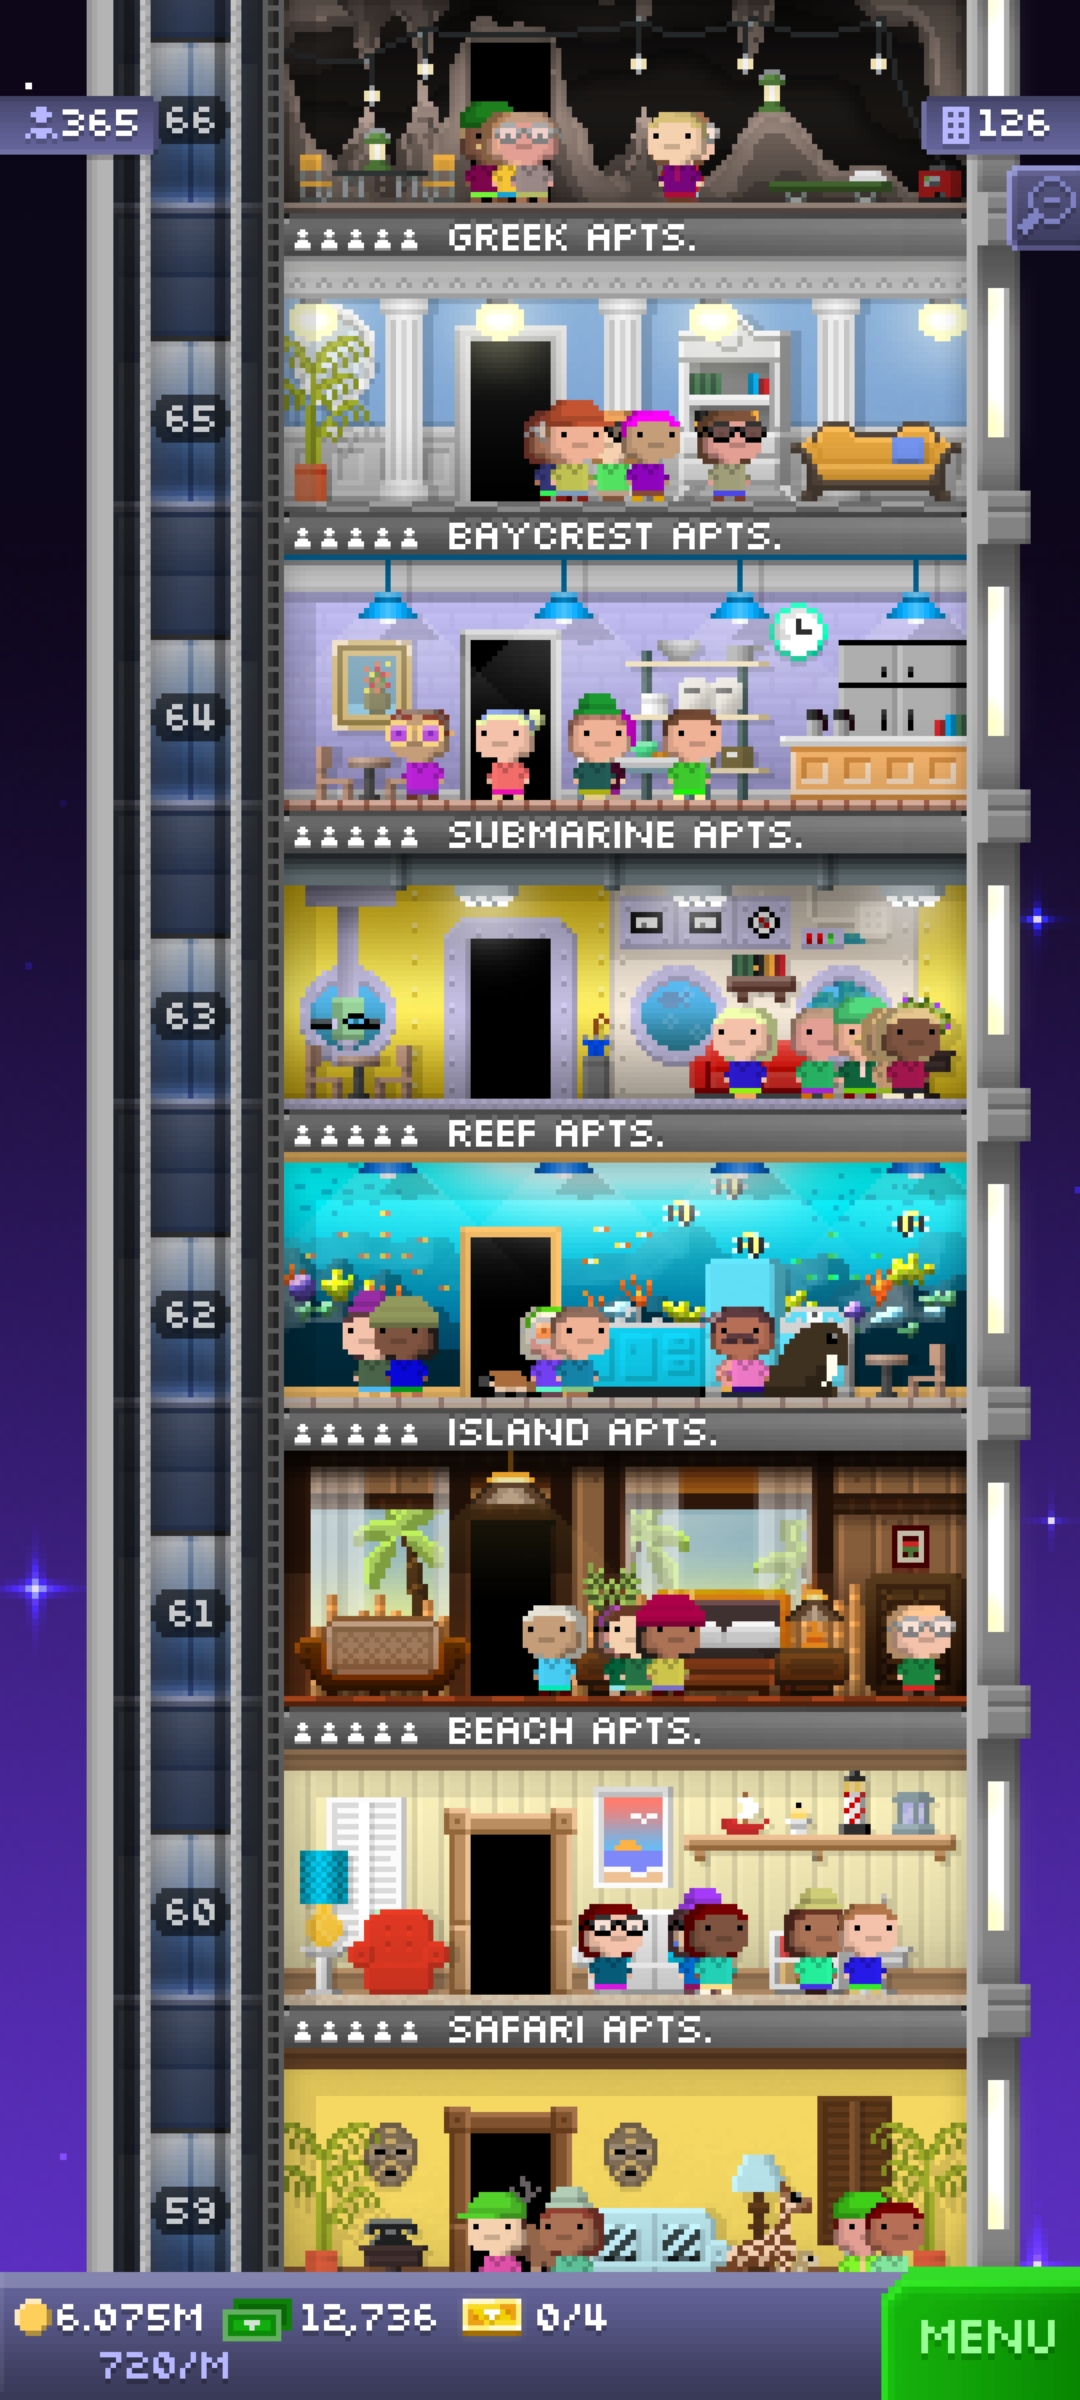 365
66
126
GREEK APTS.
65
BAYCREST APTS.
64
SUBMARINE APTS.
63
REEF APTS.
62
ISLAND APTS.
61
BEACH APTS.
60
SAFARI APTS.
59
6.075M
12,736
0/4
MENU
720/M